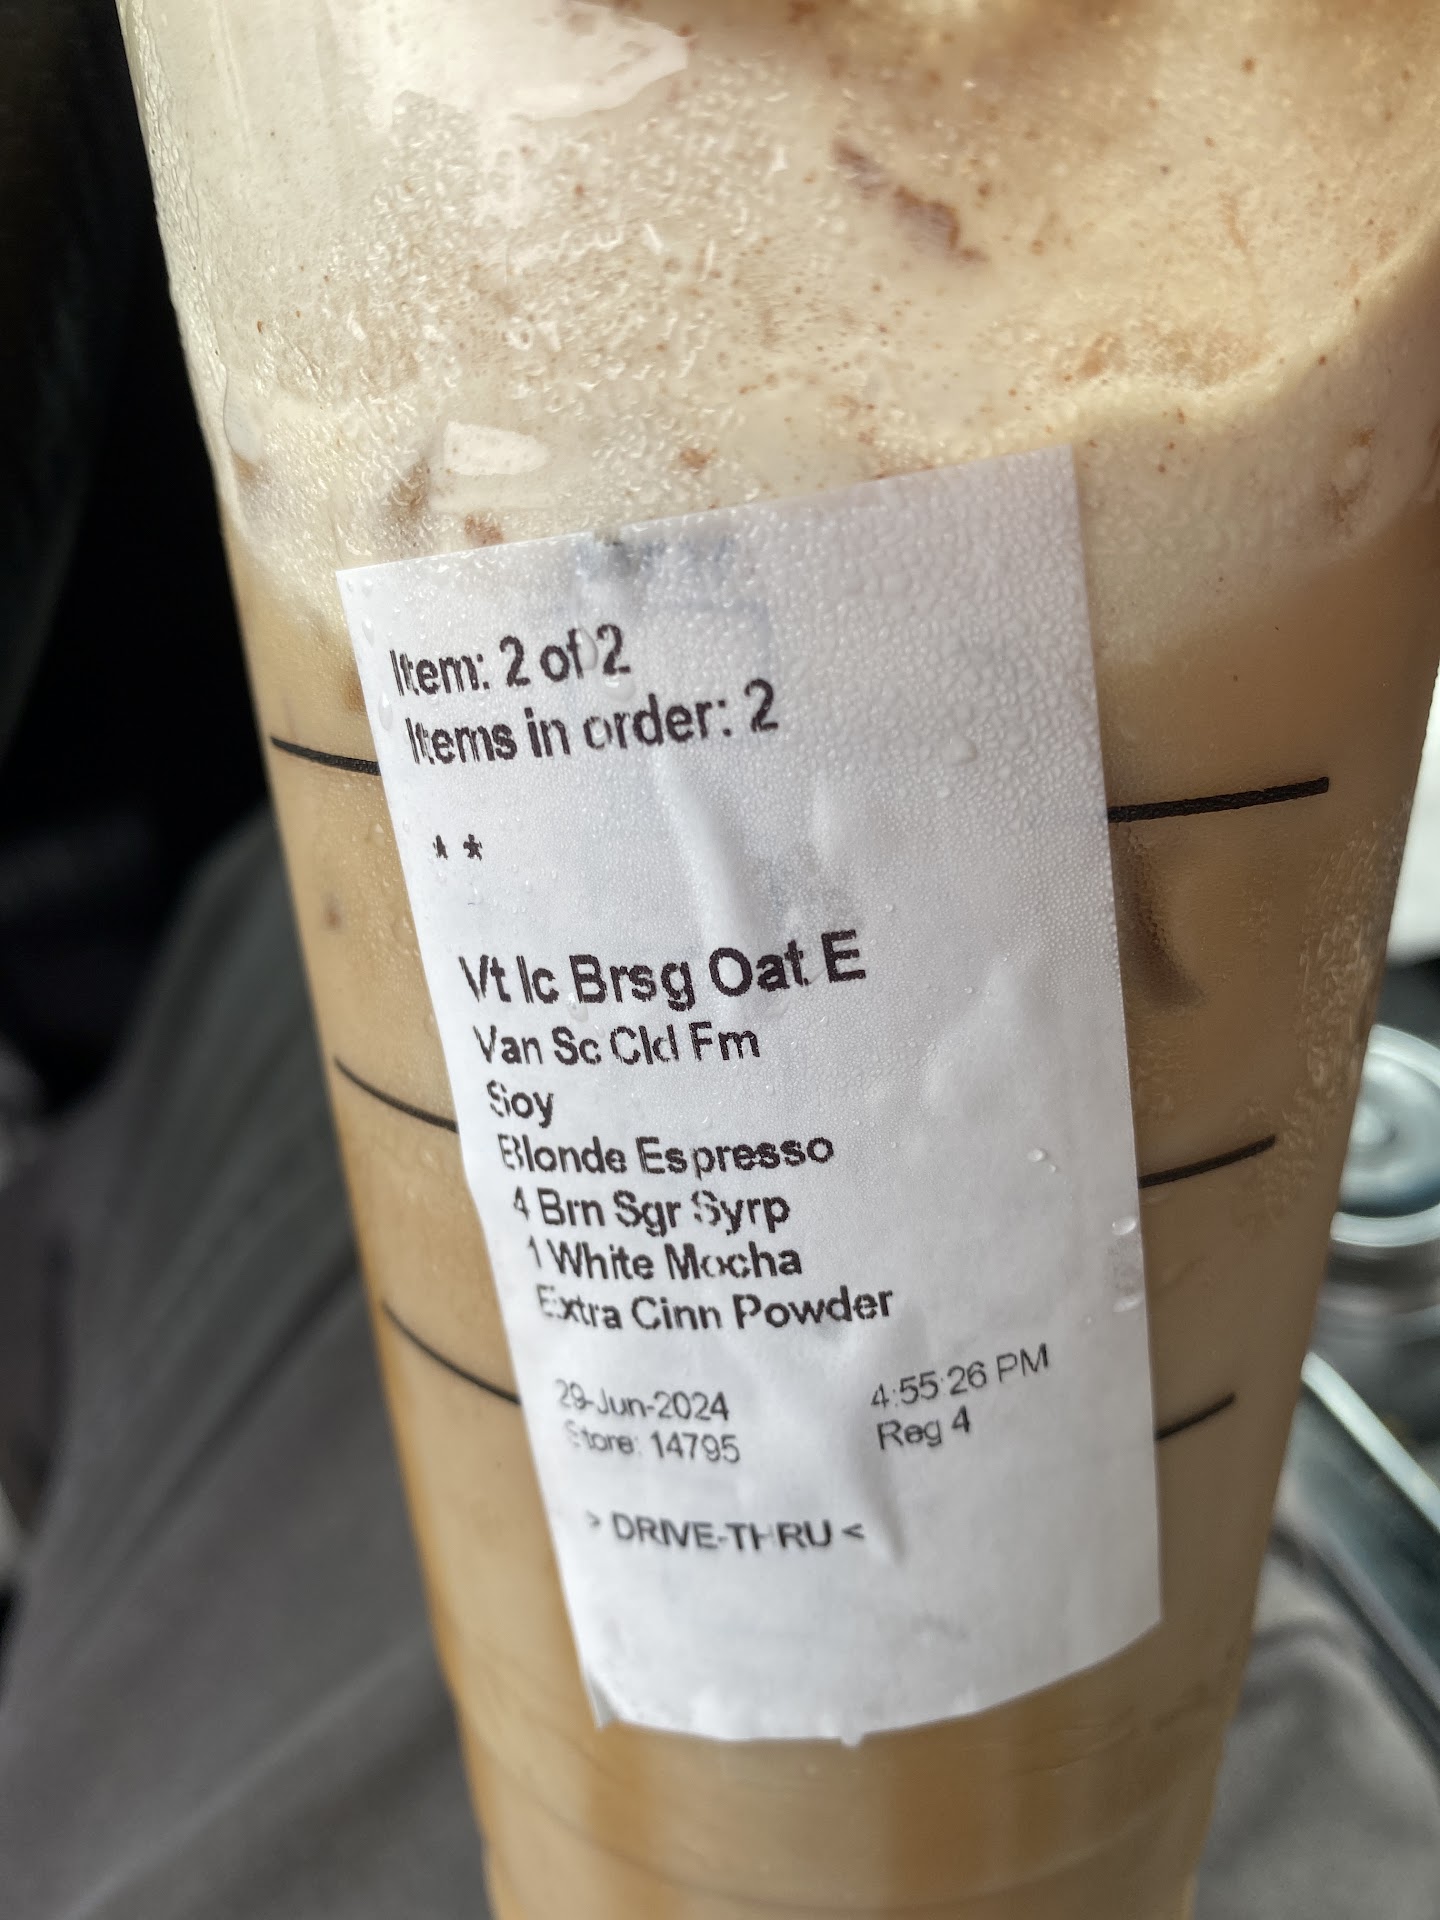 Item: 2 of 2
Items in order: 2
* *
Vt Ic Brsg Oat E
Van Sc Cld Fm
Soy
Blonde Espresso
4 Brn Sgr Syrp
1 White Mocha
Extra Cinn Powder
29-Jun-2024 4:55:26 PM
Store: 14795 Reg 4
> DRIVE-THRU <